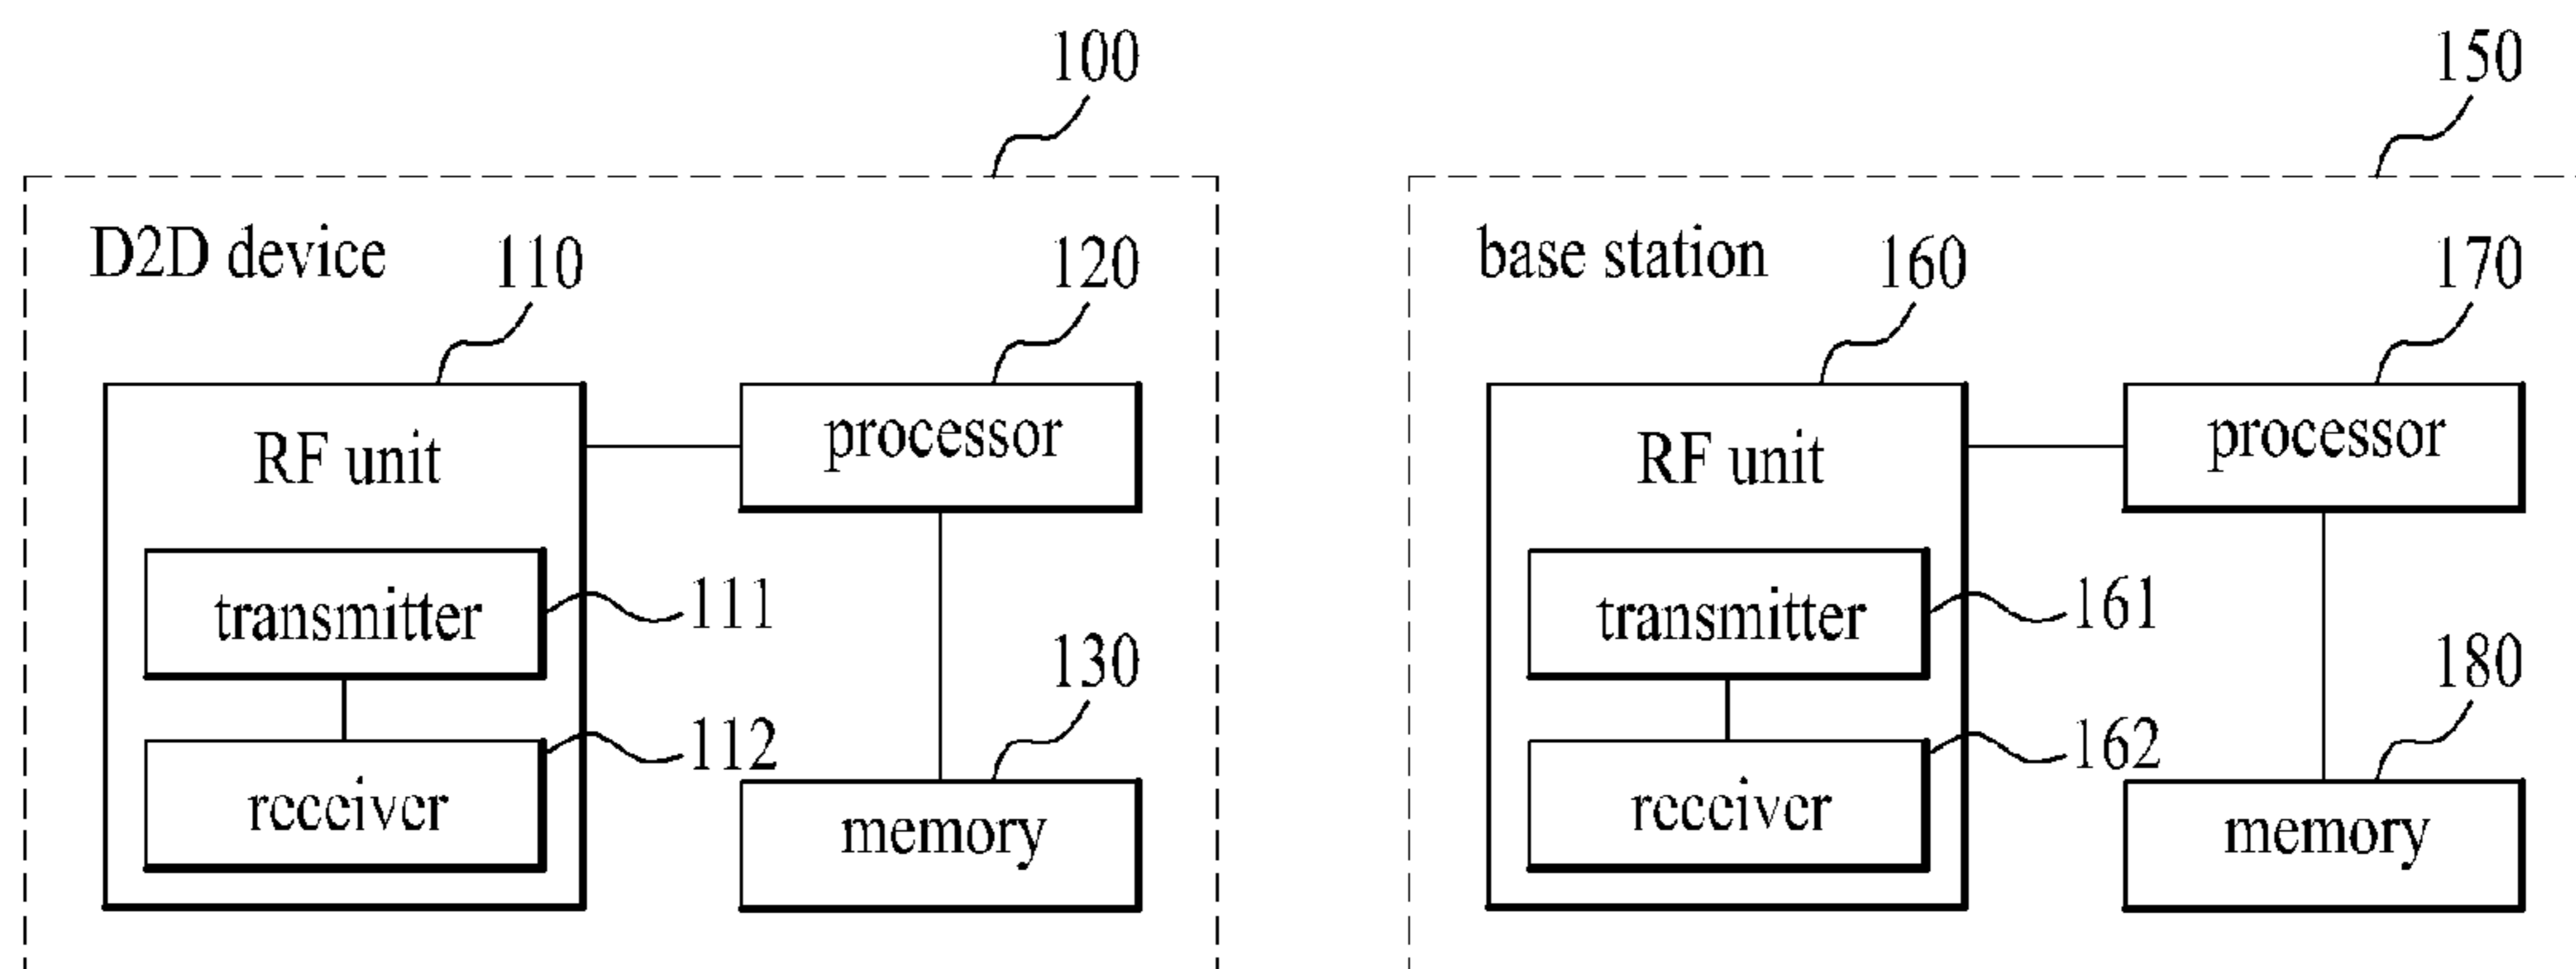 100
150
D2D device
110
120
base station
160
170
RF unit
processor
RF unit
processor
transmitter
111
transmitter
161
130
180
receiver
112
receiver
162
memory
memory